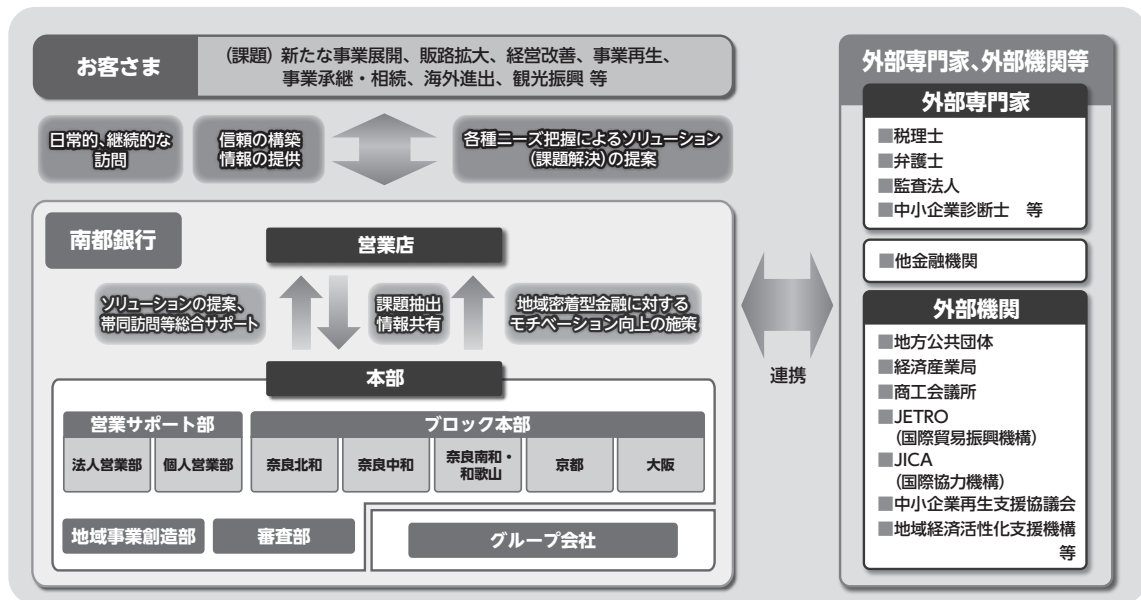 お客さま
(課題) 新たな事業展開、販路拡大、経営改善、事業再生、
事業承継・相続、海外進出、観光振興 等
日常的、継続的な
訪問
信頼の構築
情報の提供
各種ニーズ把握によるソリューション
(課題解決)の提案
南都銀行
営業店
ソリューションの提案、
帯同訪問等総合サポート
課題抽出
情報共有
地域密着型金融に対する
モチベーション向上の施策
本部
営業サポート部
法人営業部
個人営業部
ブロック本部
奈良北和
奈良中和
奈良南和・
和歌山
京都
大阪
地域事業創造部
審査部
グループ会社
連携
外部専門家、外部機関等
外部専門家
■税理士
■弁護士
■監査法人
■中小企業診断士 等
■他金融機関
外部機関
■地方公共団体
■経済産業局
■商工会議所
■JETRO
(国際貿易振興機構)
■JICA
(国際協力機構)
■中小企業再生支援協議会
■地域経済活性化支援機構
等